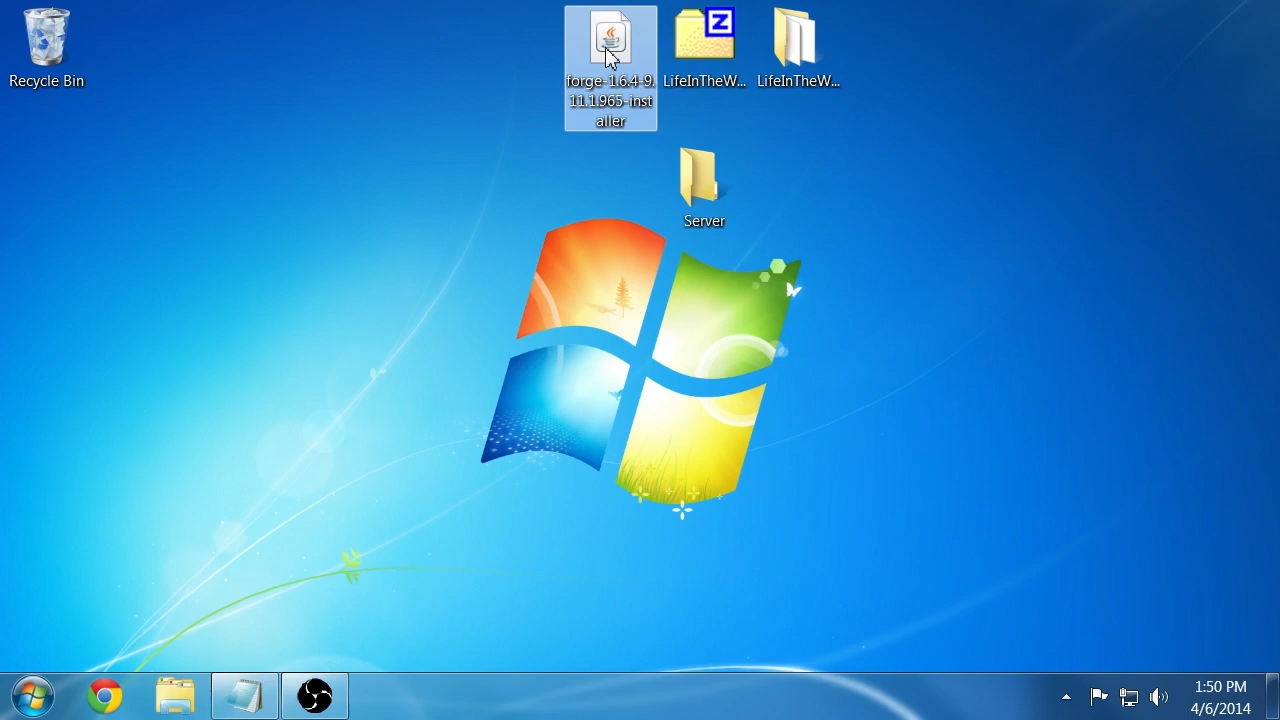 Recycle Bin
forge-1.6.4-9.
11.1.965-inst
aller
LifeInTheW...
LifeInTheW...
Z
Server
1:50 PM
4/6/2014